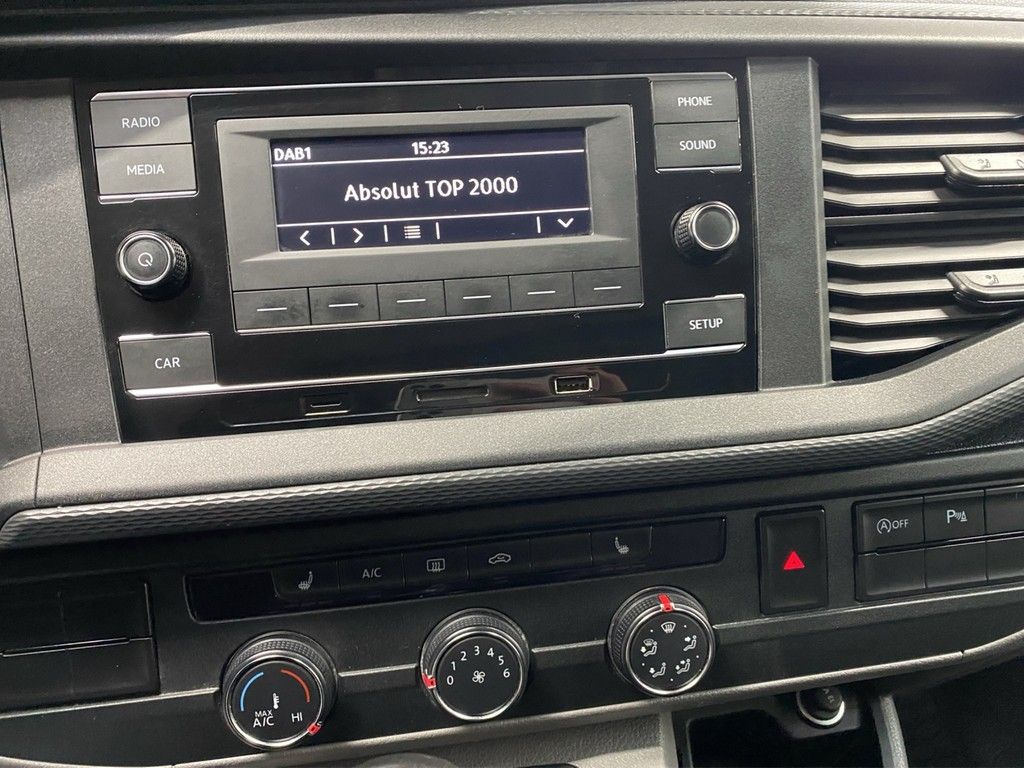 RADIO
MEDIA
DAB1
15:23
Absolut TOP 2000
PHONE
SOUND
CAR
SETUP
A/C
A OFF
P
MAX
A/C
HI
0 1 2 3 4 5 6